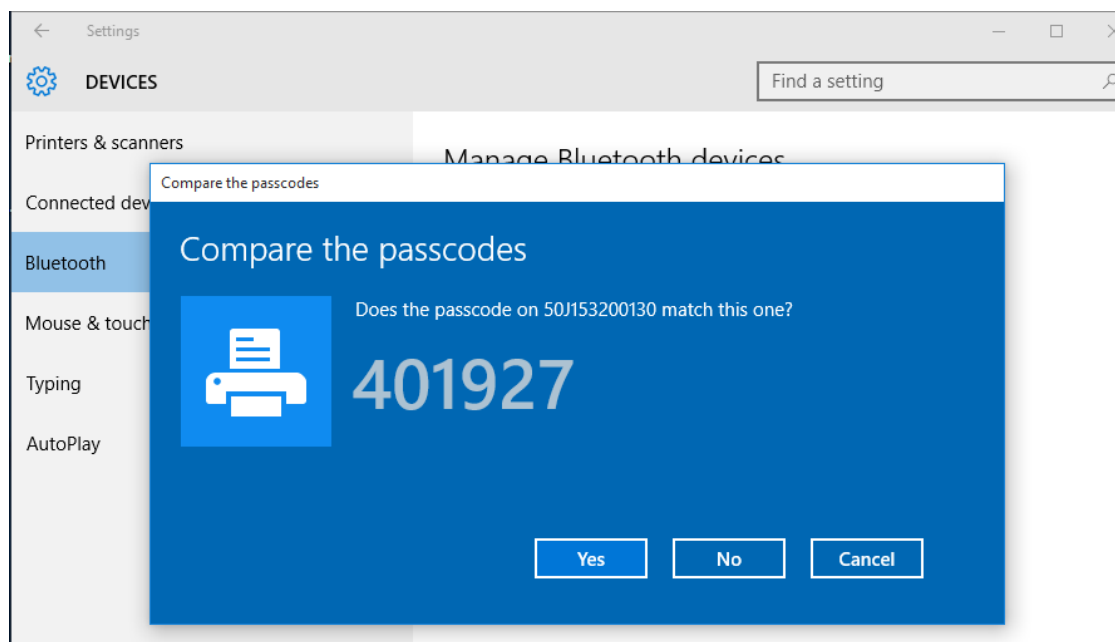 Settings
DEVICES
Find a setting
Printers & scanners
Manage Bluetooth devices
Compare the passcodes
Connected dev
Compare the passcodes
Bluetooth
Does the passcode on 50J153200130 match this one?
Mouse & touch
401927
Typing
AutoPlay
Yes
No
Cancel